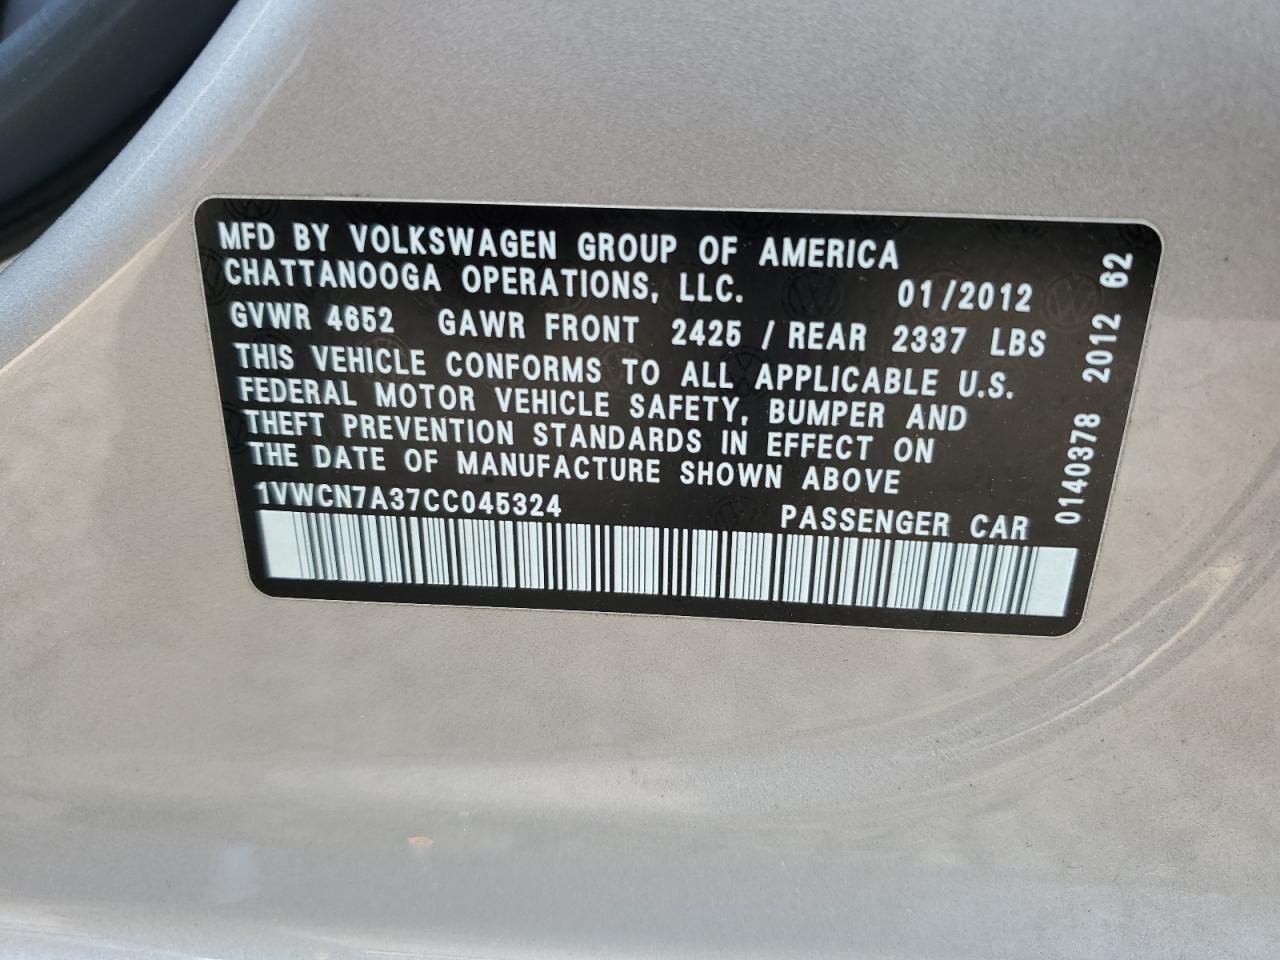 MFD BY VOLKSWAGEN GROUP OF AMERICA
CHATTANOOGA OPERATIONS, LLC. 01/2012
GVWR 4652 GAWR FRONT 2425 / REAR 2337 LBS
THIS VEHICLE CONFORMS TO ALL APPLICABLE U.S.
FEDERAL MOTOR VEHICLE SAFETY, BUMPER AND
THEFT PREVENTION STANDARDS IN EFFECT ON
THE DATE OF MANUFACTURE SHOWN ABOVE
1VWCN7A37CC045324 PASSENGER CAR
0140378 2012 62